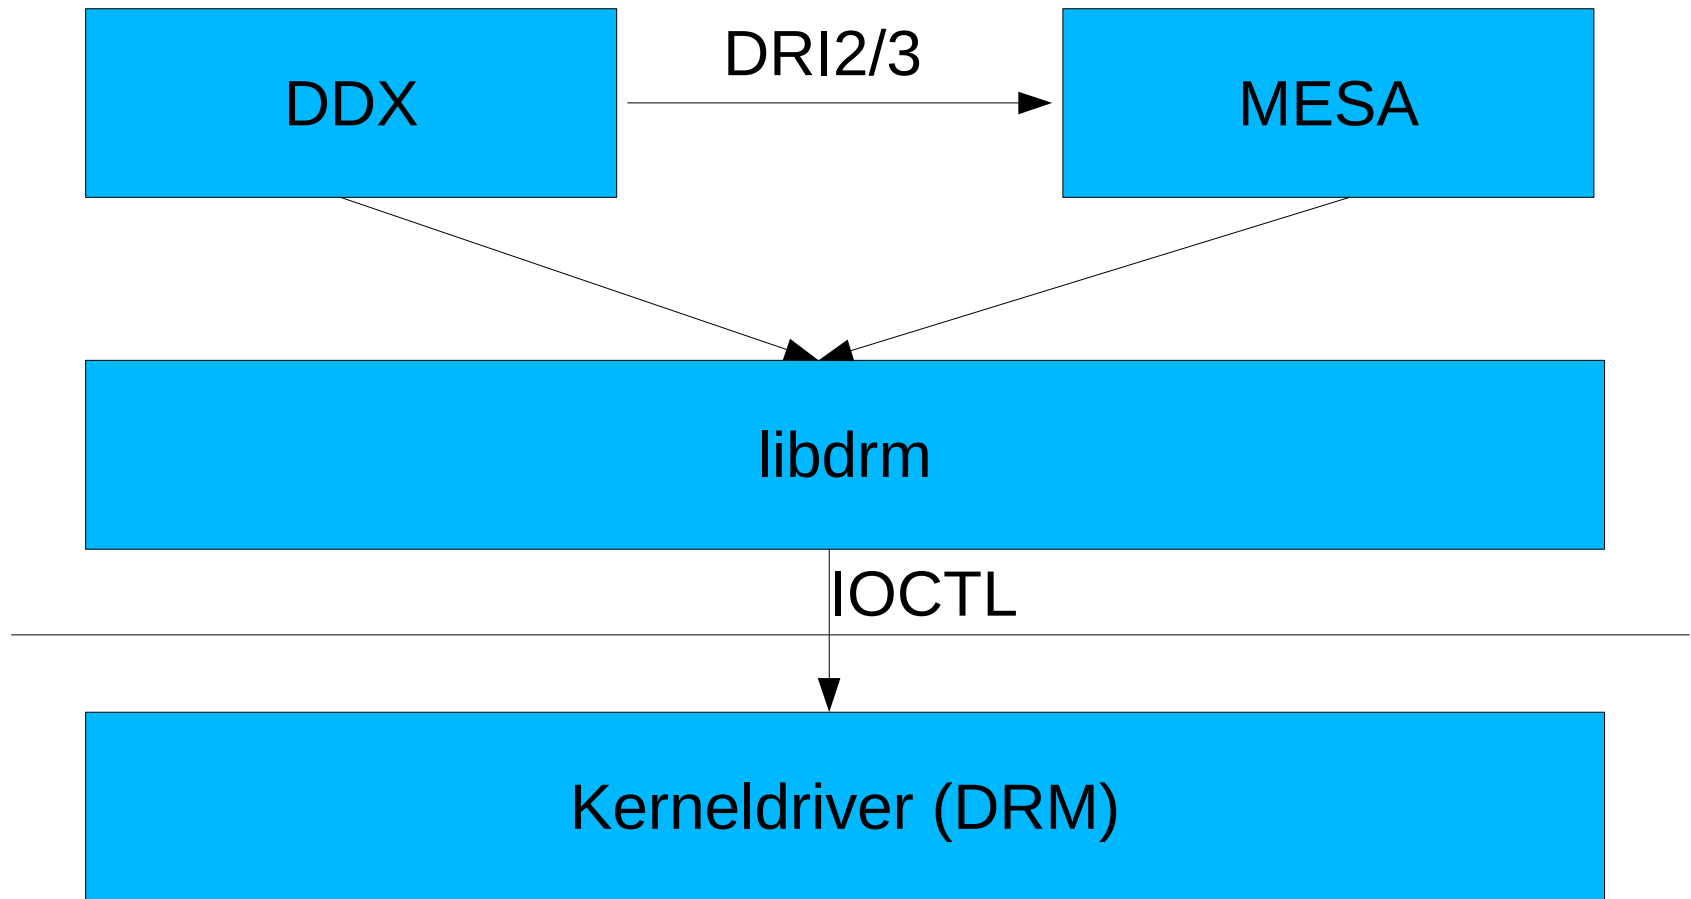 DDX
DRI2/3
MESA
libdrm
IOCTL
Kerneldriver (DRM)